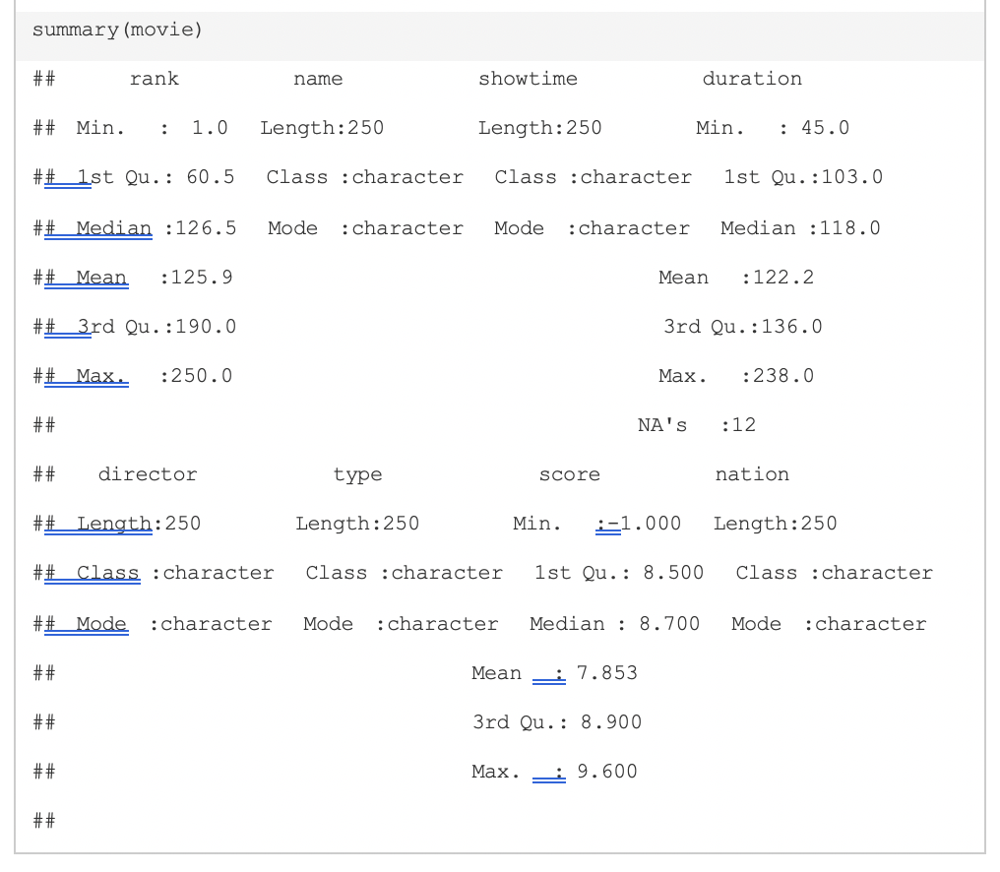 summary(movie)
##       rank           name             showtime            duration
## Min.   :  1.0   Length:250         Length:250         Min.   : 45.0
##  1st Qu.: 60.5   Class :character   Class :character   1st Qu.:103.0
##  Median :126.5   Mode  :character   Mode  :character   Median :118.0
##  Mean   :125.9                                         Mean   :122.2
##  3rd Qu.:190.0                                         3rd Qu.:136.0
##  Max.   :250.0                                         Max.   :238.0
##                                                       NA's   :12
##    director             type               score           nation
##  Length:250         Length:250         Min.   :-1.000   Length:250
##  Class :character   Class :character   1st Qu.: 8.500   Class :character
##  Mode  :character   Mode  :character   Median : 8.700   Mode  :character
##                                        Mean   : 7.853
##                                        3rd Qu.: 8.900
##                                        Max.   : 9.600
##